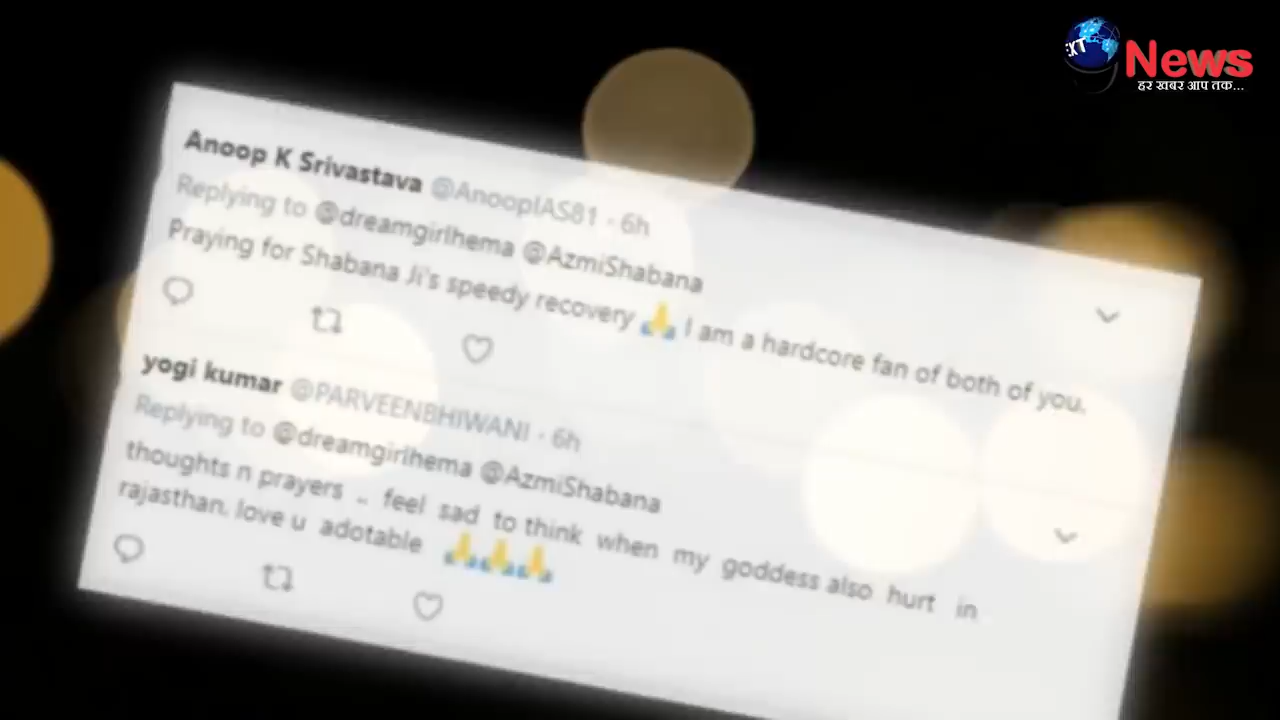 EXT
News
हर खबर आप तक...
Anoop K Srivastava @AnoopIAS81 · 6h
Replying to @dreamgirlhema @AzmiShabana
Praying for Shabana Ji's speedy recovery 🙏 I am a hardcore fan of both of you.
yogi kumar @PARVEENBHIWANI · 6h
Replying to @dreamgirlhema @AzmiShabana
thoughts n prayers .. feel sad to think when my goddess also hurt in
rajasthan. love u adotable 🙏🙏🙏